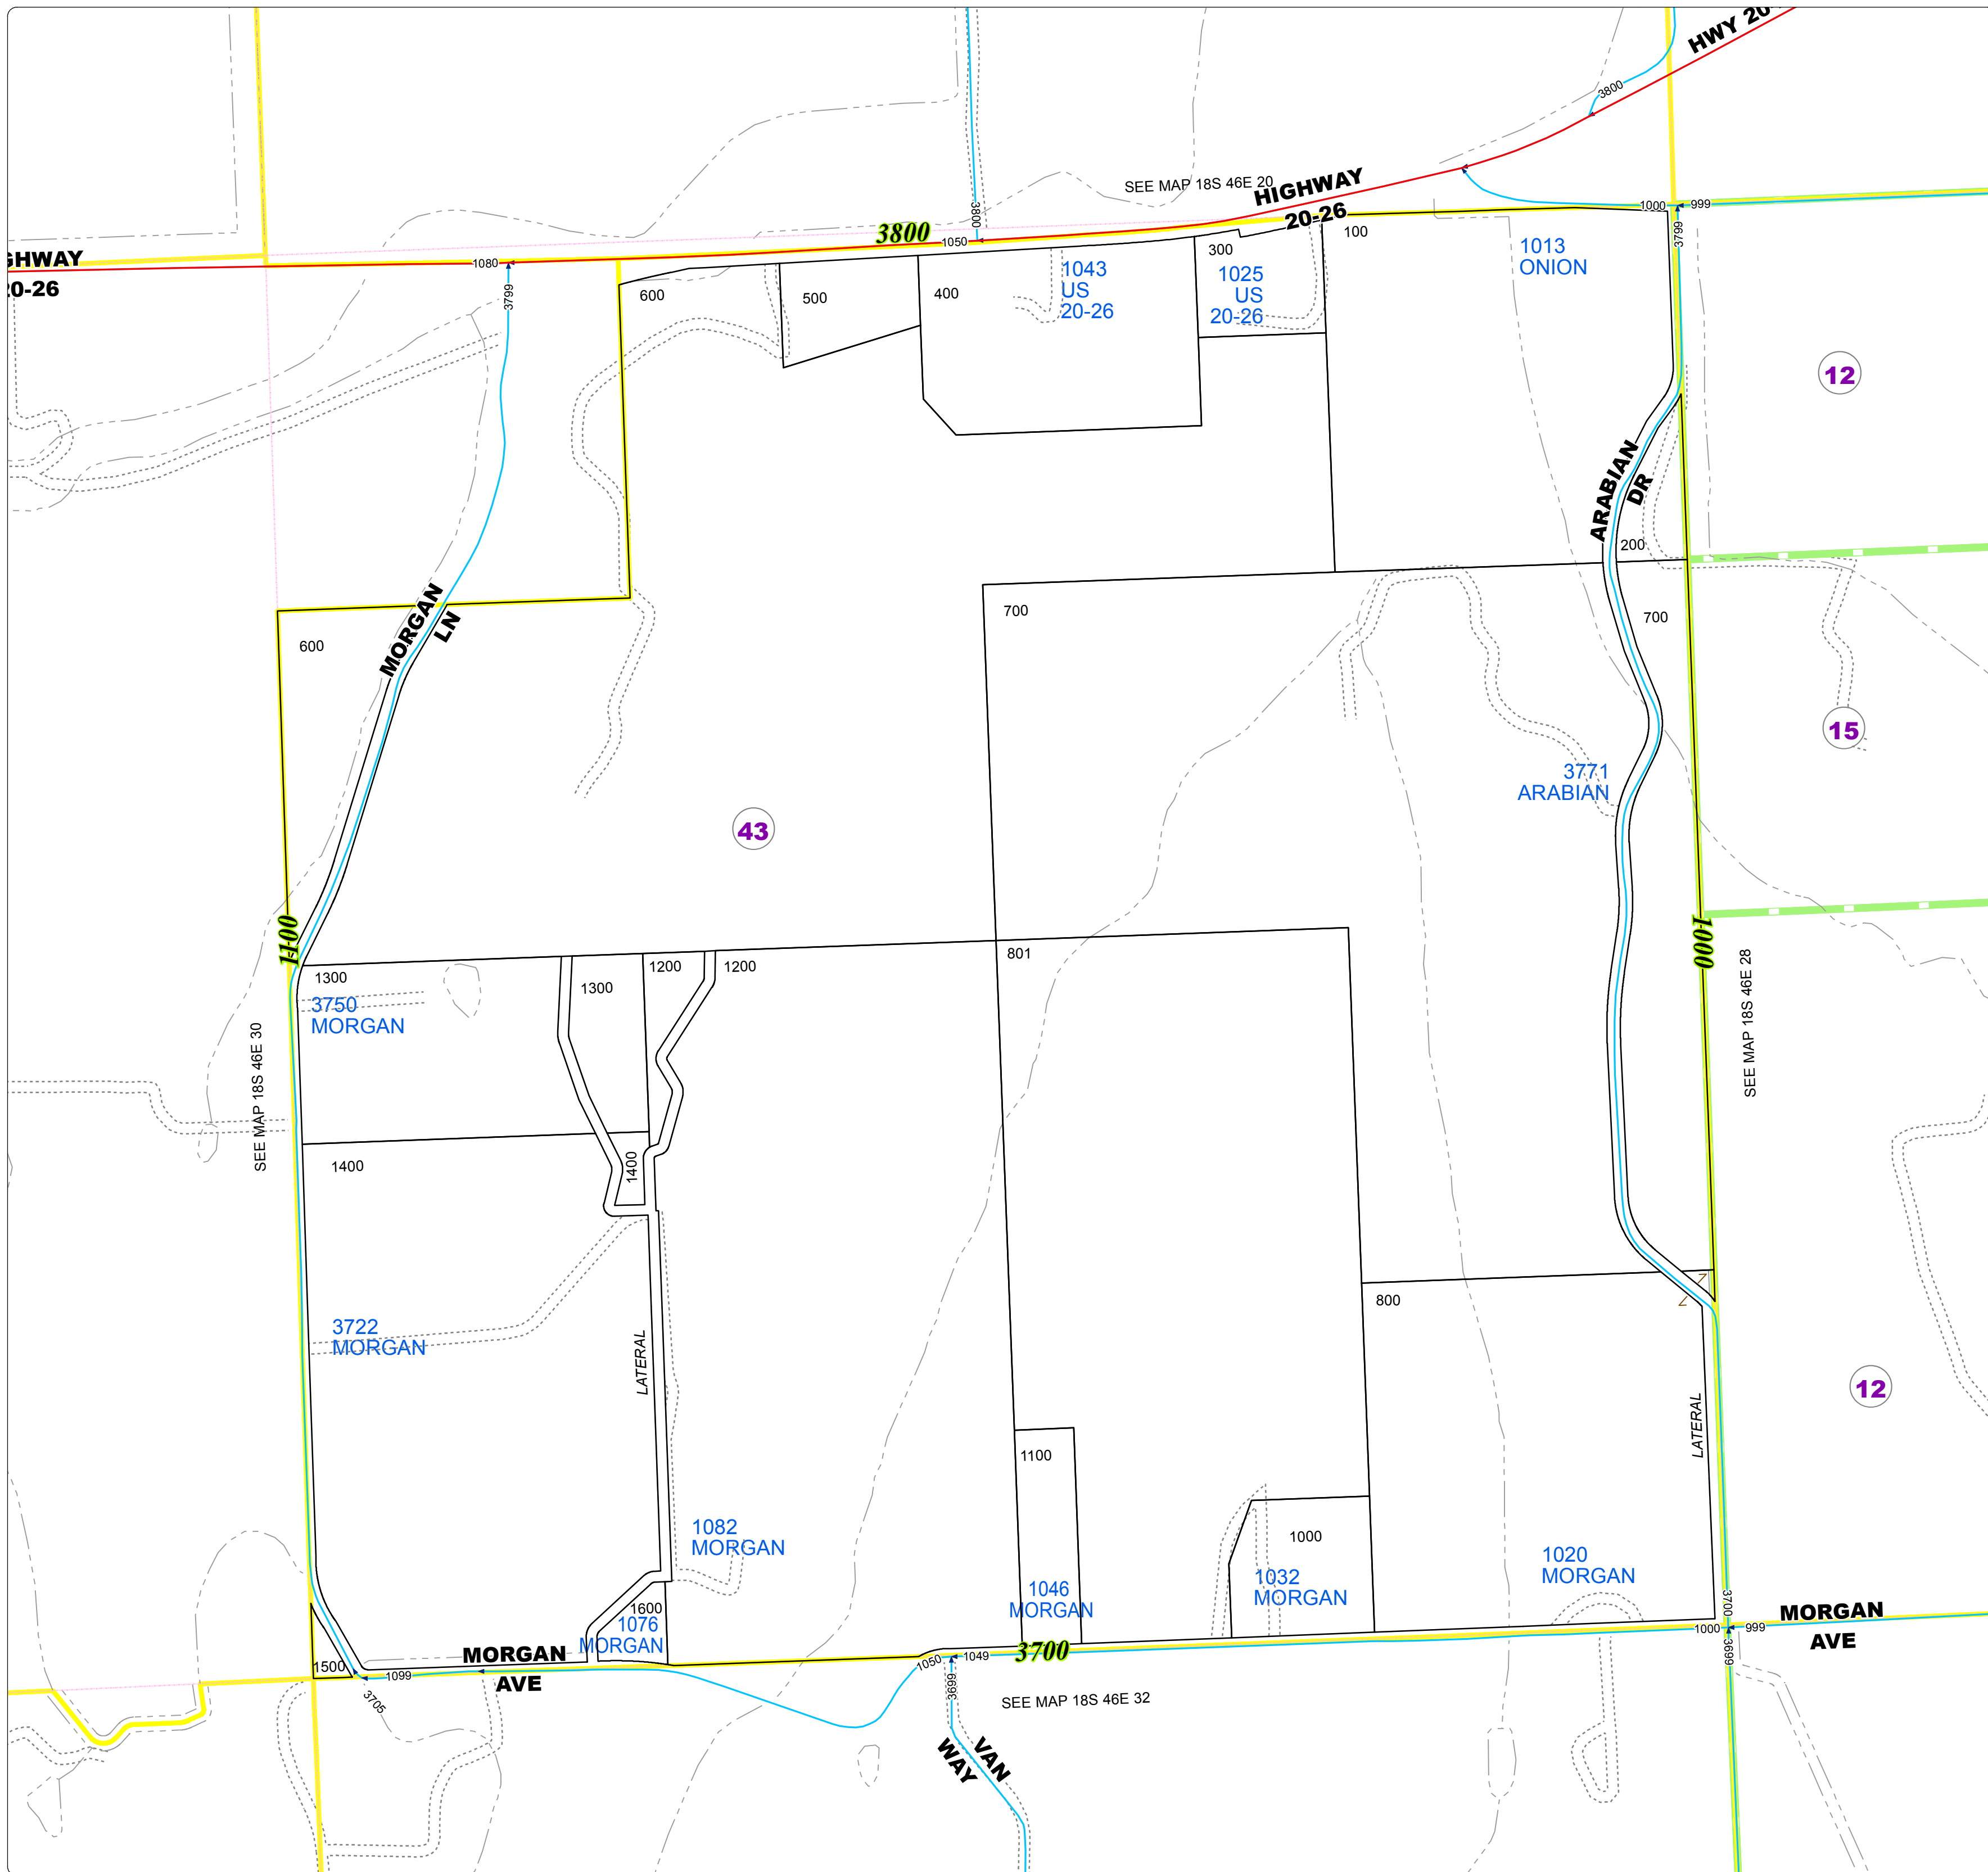 HWY 20
3800
SEE MAP 18S 46E 20
HIGHWAY
20-26
3800
3800
1050
1000
999
3799
GHWAY
20-26
1080
3799
100
1013
ONION
300
1025
US
20-26
1043
US
20-26
600
500
400
12
ARABIAN
DR
200
MORGAN
LN
600
700
700
15
3771
ARABIAN
43
1100
1000
SEE MAP 18S 46E 28
SEE MAP 18S 46E 30
1300
3750
MORGAN
1300
1200
1200
801
1400
1400
800
Z
Z
3722
MORGAN
LATERAL
LATERAL
12
1100
1082
MORGAN
1000
1046
MORGAN
1032
MORGAN
1020
MORGAN
1600
1076
MORGAN
3700
MORGAN
AVE
1000
999
3699
1500
MORGAN
AVE
1099
3705
1050
1049
3700
3699
SEE MAP 18S 46E 32
VAN
WAY